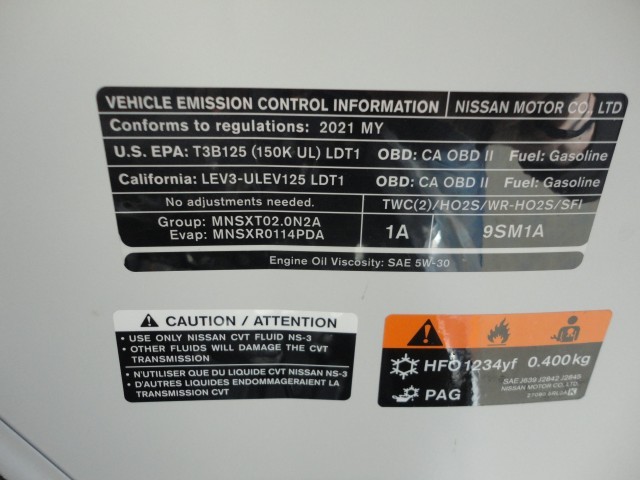 VEHICLE EMISSION CONTROL INFORMATION NISSAN MOTOR CO., LTD
Conforms to regulations: 2021 MY
U.S. EPA: T3B125 (150K UL) LDT1 OBD: CA OBD II Fuel: Gasoline
California: LEV3-ULEV125 LDT1 OBD: CA OBD II Fuel: Gasoline
No adjustments needed. TWC(2)/HO2S/WR-HO2S/SFI
Group: MNSXT02.0N2A
Evap: MNSXR0114PDA
1A 9SM1A
Engine Oil Viscosity: SAE 5W-30
CAUTION / ATTENTION
• USE ONLY NISSAN CVT FLUID NS-3
• OTHER FLUIDS WILL DAMAGE THE CVT
TRANSMISSION
• N'UTILISER QUE DU LIQUIDE CVT NISSAN NS-3
• D'AUTRES LIQUIDES ENDOMMAGERAIENT LA
TRANSMISSION CVT
HFO1234yf 0.400kg
PAG
SAE J639 J2842 J2845
NISSAN MOTOR CO., LTD.